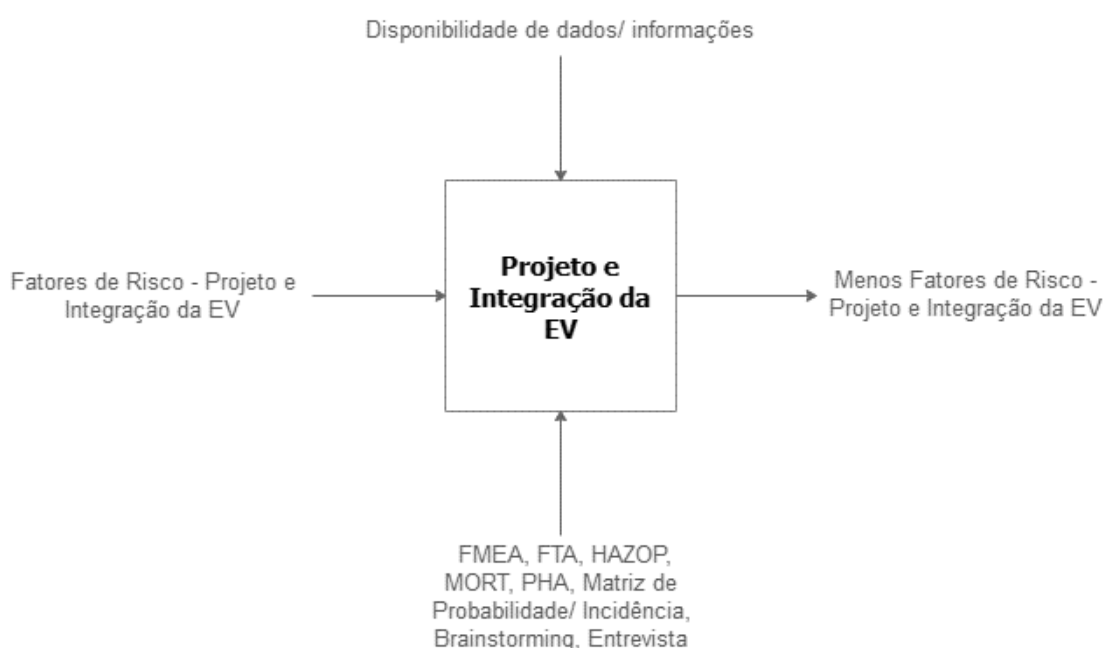 Disponibilidade de dados/ informações
Fatores de Risco - Projeto e
Integração da EV
Projeto e
Integração da
EV
Menos Fatores de Risco -
Projeto e Integração da EV
FMEA, FTA, HAZOP,
MORT, PHA, Matriz de
Probabilidade/ Incidência,
Brainstorming, Entrevista